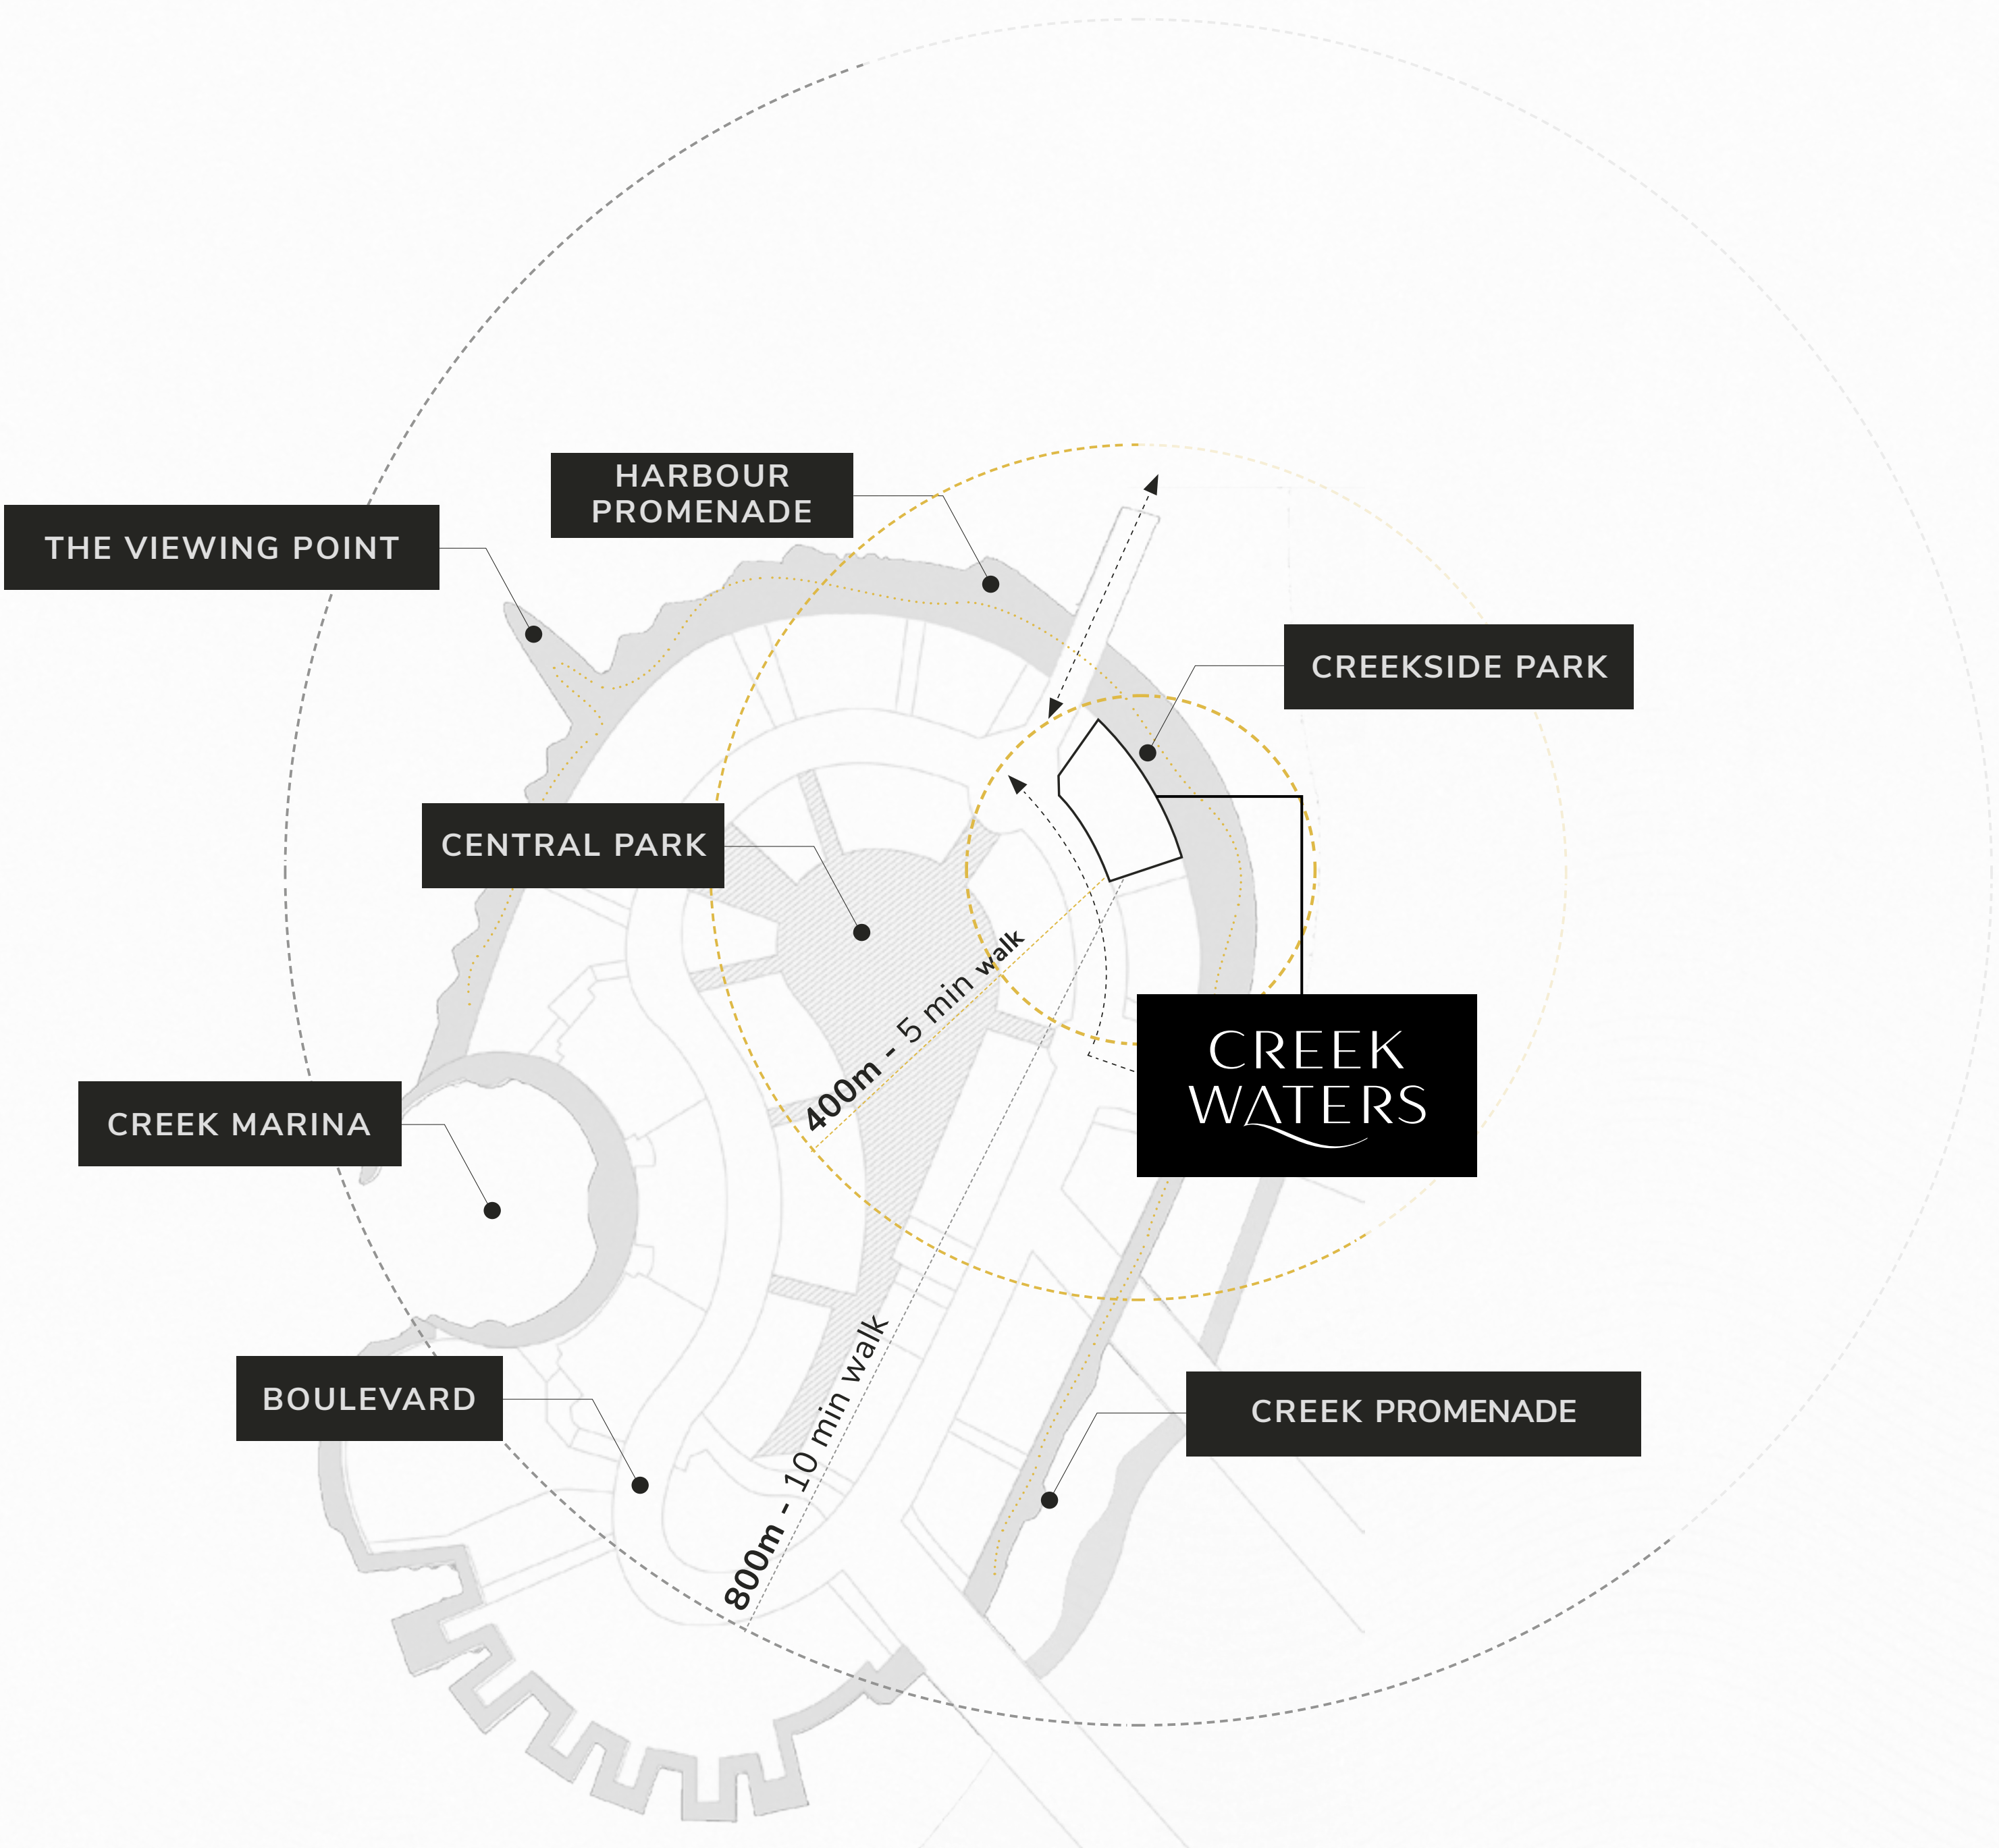 HARBOUR
PROMENADE
THE VIEWING POINT
CREEKSIDE PARK
CENTRAL PARK
400m - 5 min walk
CREEK
WATERS
CREEK MARINA
BOULEVARD
800m - 10 min walk
CREEK PROMENADE